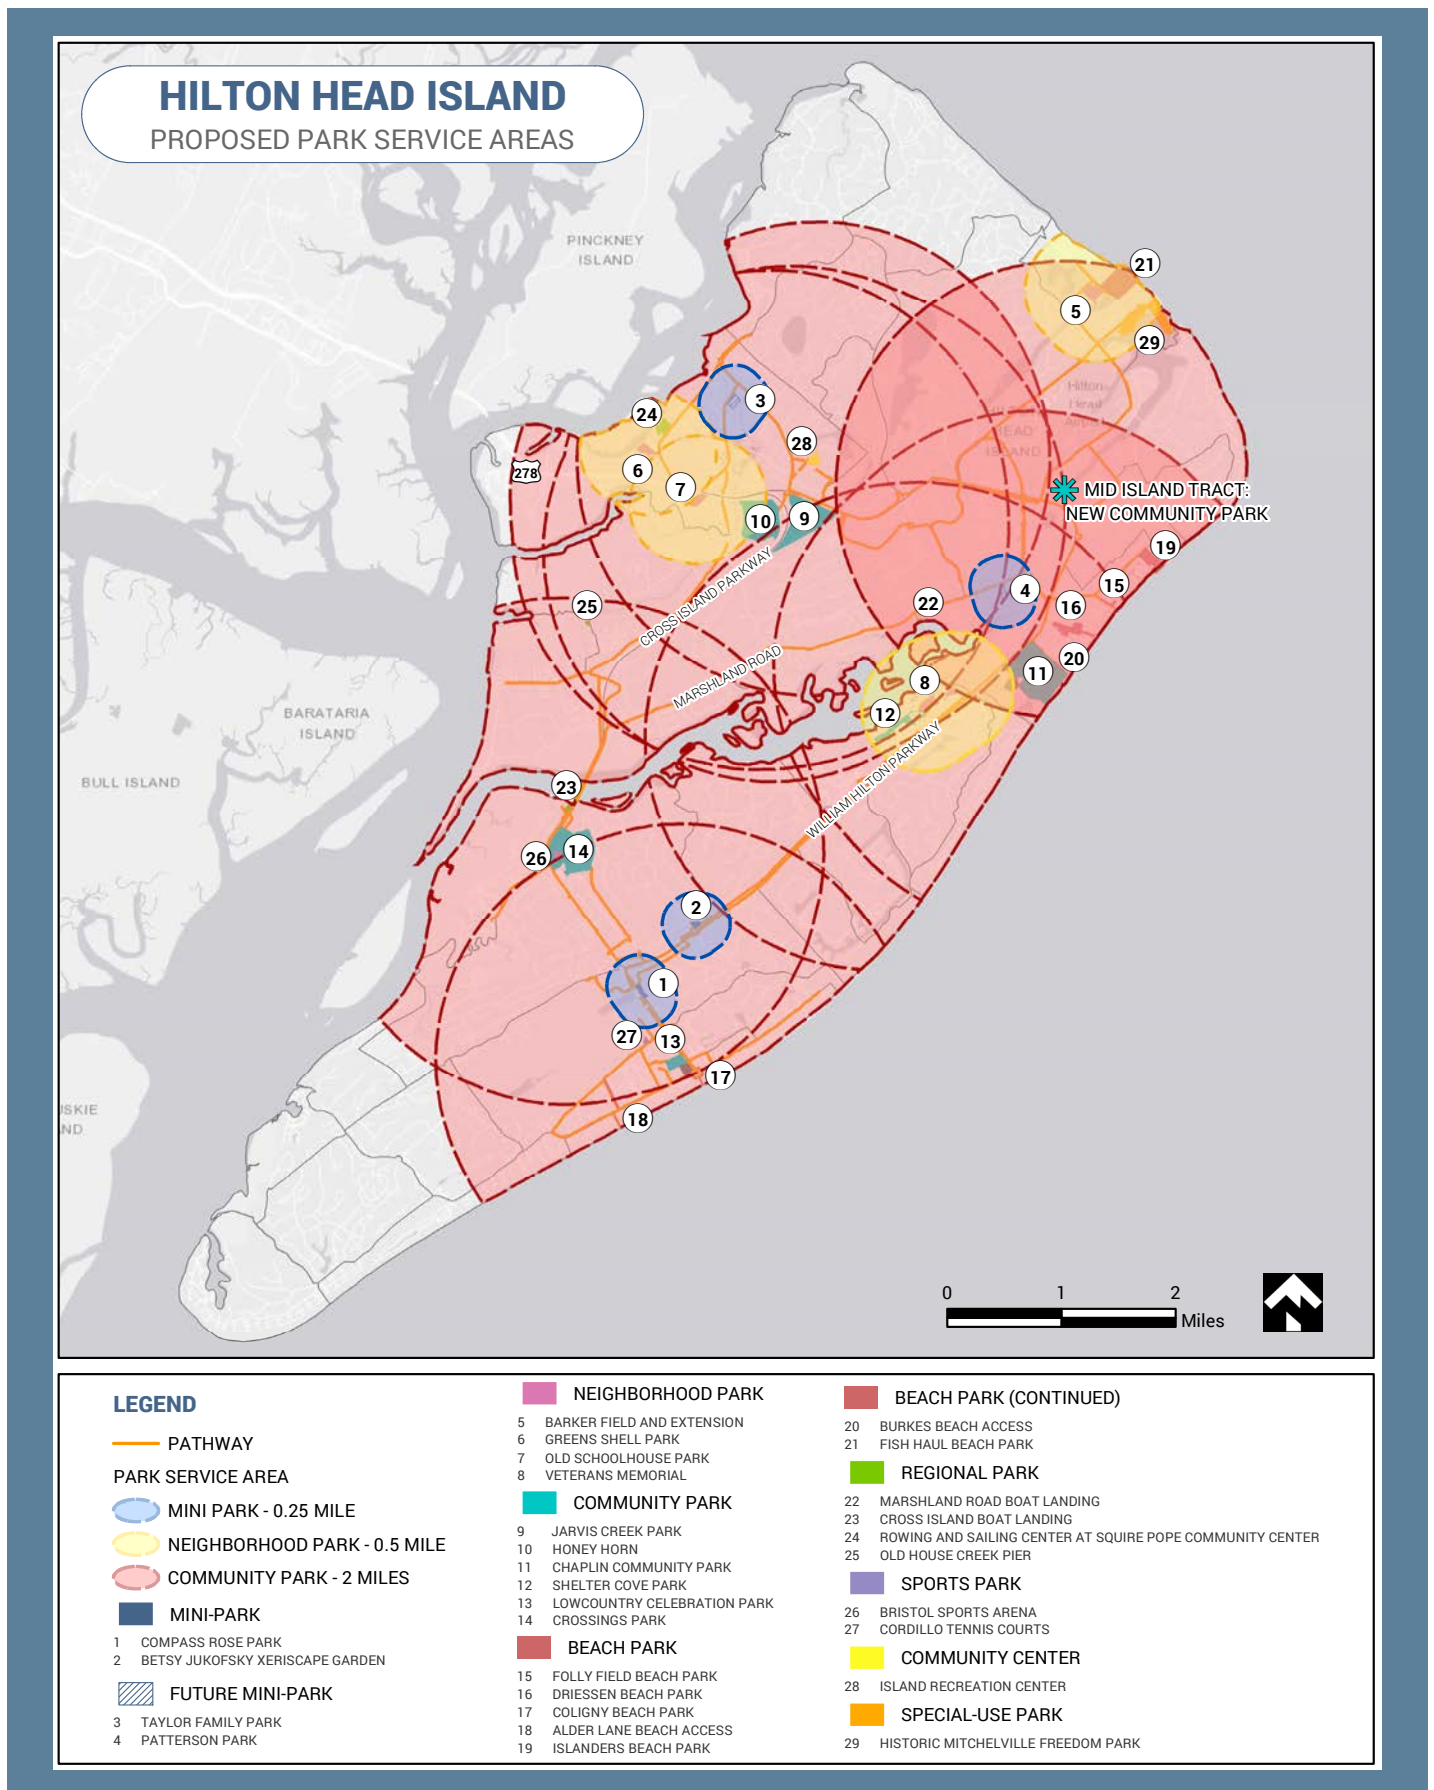 HILTON HEAD ISLAND
PROPOSED PARK SERVICE AREAS
PINCKNEY
ISLAND
21
5
29
Hilton
Head
HEAD
ISLAND
3
24
28
278
6
7
MID ISLAND TRACT:
NEW COMMUNITY PARK
10
9
19
CROSS ISLAND PARKWAY
15
4
25
22
16
MARSHLAND ROAD
20
11
8
12
BARATARIA
ISLAND
WILLIAM HILTON PARKWAY
BULL ISLAND
23
26
14
2
1
27
13
17
18
SKIE
ND
0 1 2
Miles
LEGEND
PATHWAY
PARK SERVICE AREA
MINI PARK - 0.25 MILE
NEIGHBORHOOD PARK - 0.5 MILE
COMMUNITY PARK - 2 MILES
MINI-PARK
1 COMPASS ROSE PARK
2 BETSY JUKOFSKY XERISCAPE GARDEN
FUTURE MINI-PARK
3 TAYLOR FAMILY PARK
4 PATTERSON PARK
NEIGHBORHOOD PARK
5 BARKER FIELD AND EXTENSION
6 GREENS SHELL PARK
7 OLD SCHOOLHOUSE PARK
8 VETERANS MEMORIAL
COMMUNITY PARK
9 JARVIS CREEK PARK
10 HONEY HORN
11 CHAPLIN COMMUNITY PARK
12 SHELTER COVE PARK
13 LOWCOUNTRY CELEBRATION PARK
14 CROSSINGS PARK
BEACH PARK
15 FOLLY FIELD BEACH PARK
16 DRIESSEN BEACH PARK
17 COLIGNY BEACH PARK
18 ALDER LANE BEACH ACCESS
19 ISLANDERS BEACH PARK
BEACH PARK (CONTINUED)
20 BURKES BEACH ACCESS
21 FISH HAUL BEACH PARK
REGIONAL PARK
22 MARSHLAND ROAD BOAT LANDING
23 CROSS ISLAND BOAT LANDING
24 ROWING AND SAILING CENTER AT SQUIRE POPE COMMUNITY CENTER
25 OLD HOUSE CREEK PIER
SPORTS PARK
26 BRISTOL SPORTS ARENA
27 CORDILLO TENNIS COURTS
COMMUNITY CENTER
28 ISLAND RECREATION CENTER
SPECIAL-USE PARK
29 HISTORIC MITCHELVILLE FREEDOM PARK